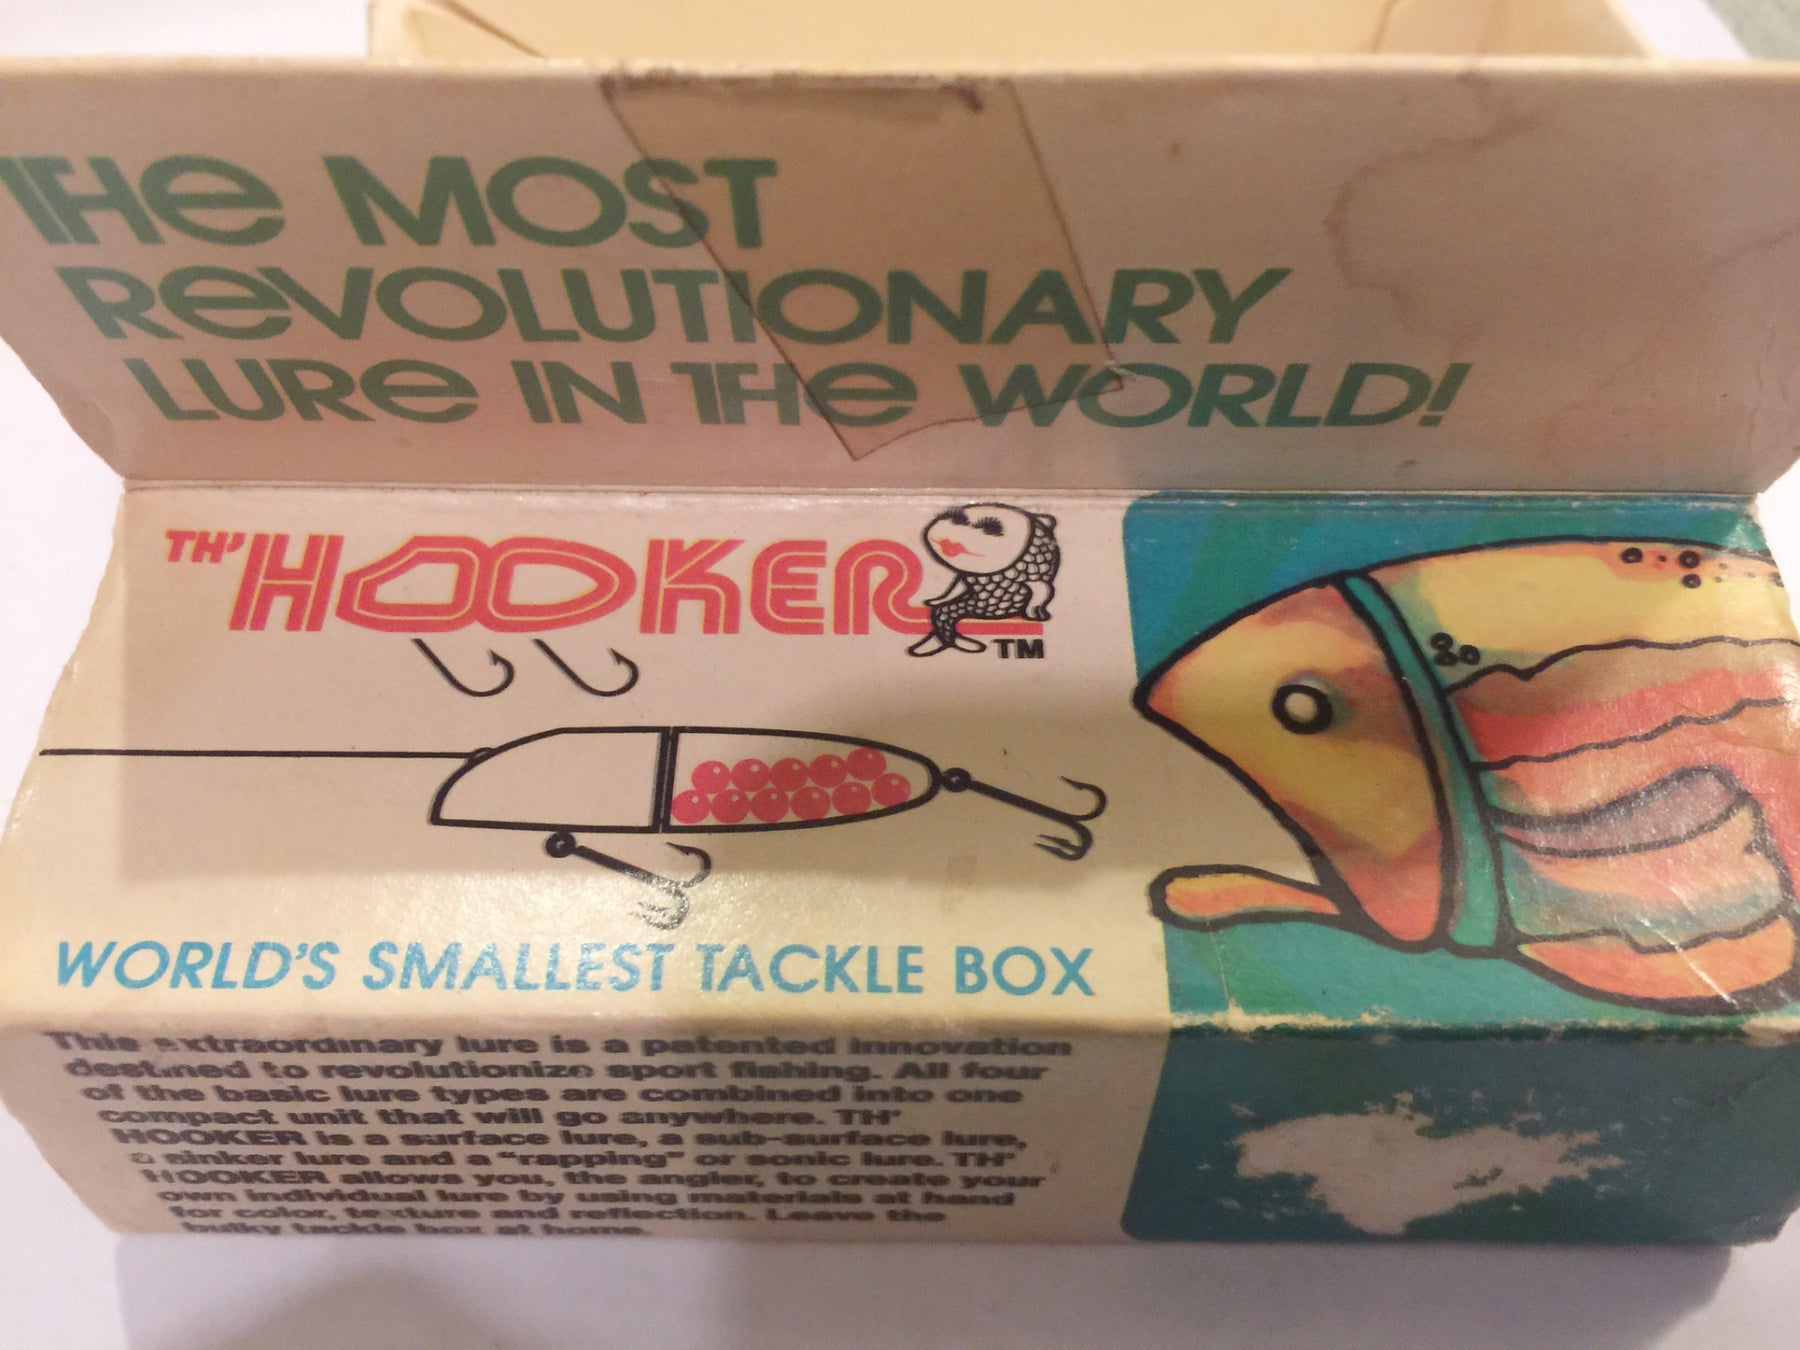 THe MOST
ReVOLUTIONARY
LURe IN THe WORLD!
TH' HOOKER
TM
WORLD'S SMALLEST TACKLE BOX
This extraordinary lure is a patented innovation
destined to revolutionize sport fishing. All four
of the basic lure types are combined into one
compact unit that will go anywhere. TH'
HOOKER is a surface lure, a sub-surface lure,
a sinker lure and a "rapping" or sonic lure. TH'
HOOKER allows you, the angler, to create your
own individual lure by using materials at hand
for color, texture and reflection. Leave the
bulky tackle box at home.